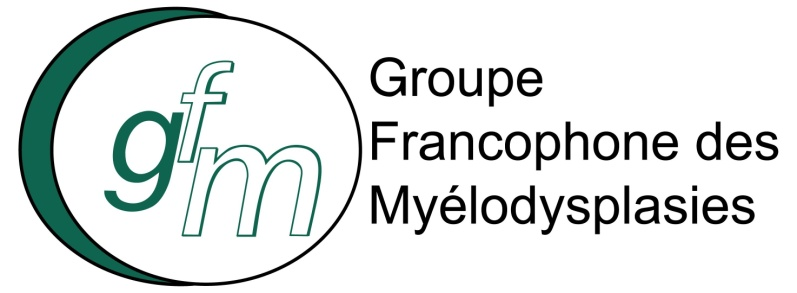 gfm
Groupe
Francophone des
Myélodysplasies